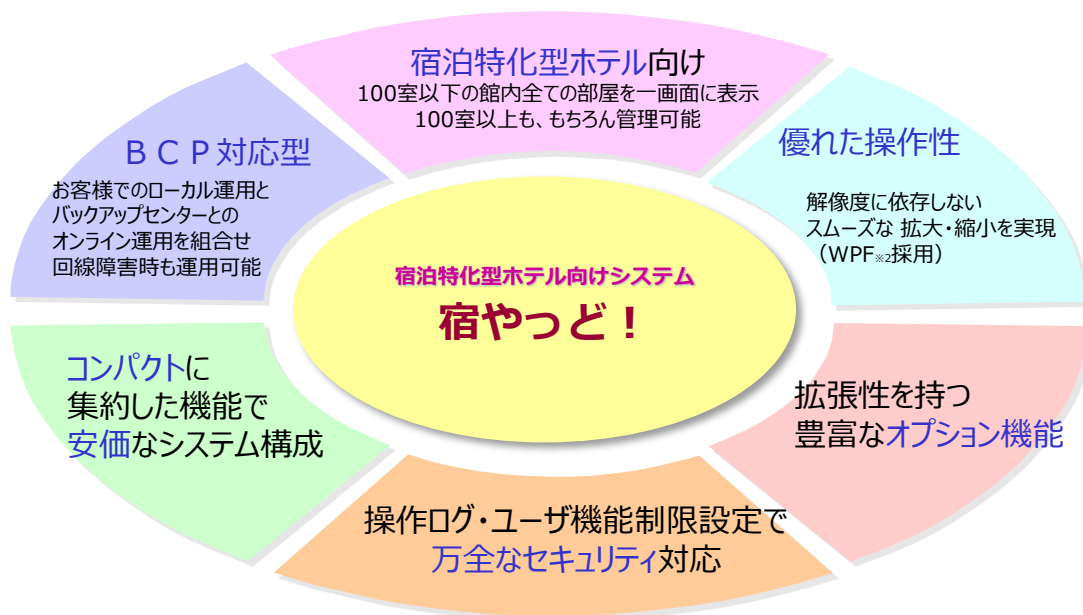 宿泊特化型ホテル向け
100室以下の館内全ての部屋を一画面に表示
100室以上も、もちろん管理可能
ＢＣＰ対応型
お客様でのローカル運用と
バックアップセンターとの
オンライン運用を組合せ
回線障害時も運用可能
優れた操作性
解像度に依存しない
スムーズな 拡大・縮小を実現
（WPF※2採用）
宿泊特化型ホテル向けシステム
宿やっど！
コンパクトに
集約した機能で
安価なシステム構成
拡張性を持つ
豊富なオプション機能
操作ログ・ユーザ機能制限設定で
万全なセキュリティ対応